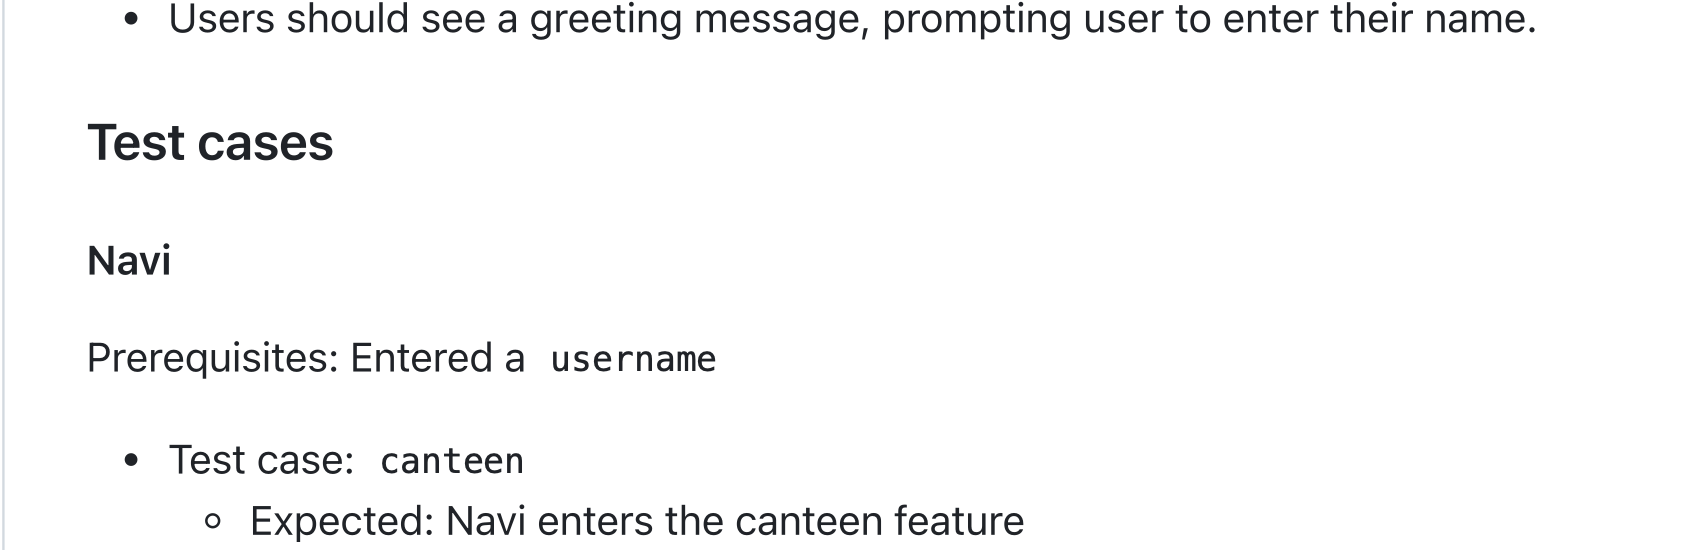 Users should see a greeting message, prompting user to enter their name.
Test cases
Navi
Prerequisites: Entered a username
Test case: canteen
Expected: Navi enters the canteen feature